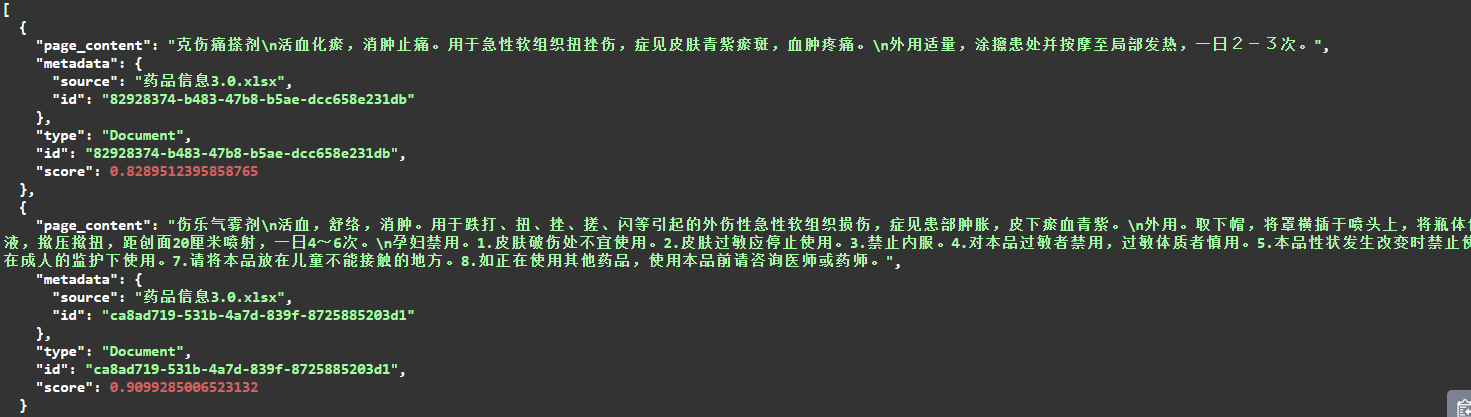 [
{
"page_content": "克伤痛搽剂\n活血化瘀，消肿止痛。用于急性软组织扭挫伤，症见皮肤青紫瘀斑，血肿疼痛。\n外用适量，涂擦患处并按摩至局部发热，一日２－３次。",
"metadata": {
"source": "药品信息3.0.xlsx",
"id": "82928374-b483-47b8-b5ae-dcc658e231db"
},
"type": "Document",
"id": "82928374-b483-47b8-b5ae-dcc658e231db",
"score": 0.8289512395858765
},
{
"page_content": "伤乐气雾剂\n活血，舒络，消肿。用于跌打、扭、挫、搓、闪等引起的外伤性急性软组织损伤，症见患部肿胀，皮下瘀血青紫。\n外用。取下帽，将罩横插于喷头上，将瓶体
液，揿压揿扭，距创面20厘米喷射，一日4～6次。\n孕妇禁用。1.皮肤破伤处不宜使用。2.皮肤过敏应停止使用。3.禁止内服。4.对本品过敏者禁用，过敏体质者慎用。5.本品性状发生改变时禁止使
在成人的监护下使用。7.请将本品放在儿童不能接触的地方。8.如正在使用其他药品，使用本品前请咨询医师或药师。",
"metadata": {
"source": "药品信息3.0.xlsx",
"id": "ca8ad719-531b-4a7d-839f-8725885203d1"
},
"type": "Document",
"id": "ca8ad719-531b-4a7d-839f-8725885203d1",
"score": 0.9099285006523132
}